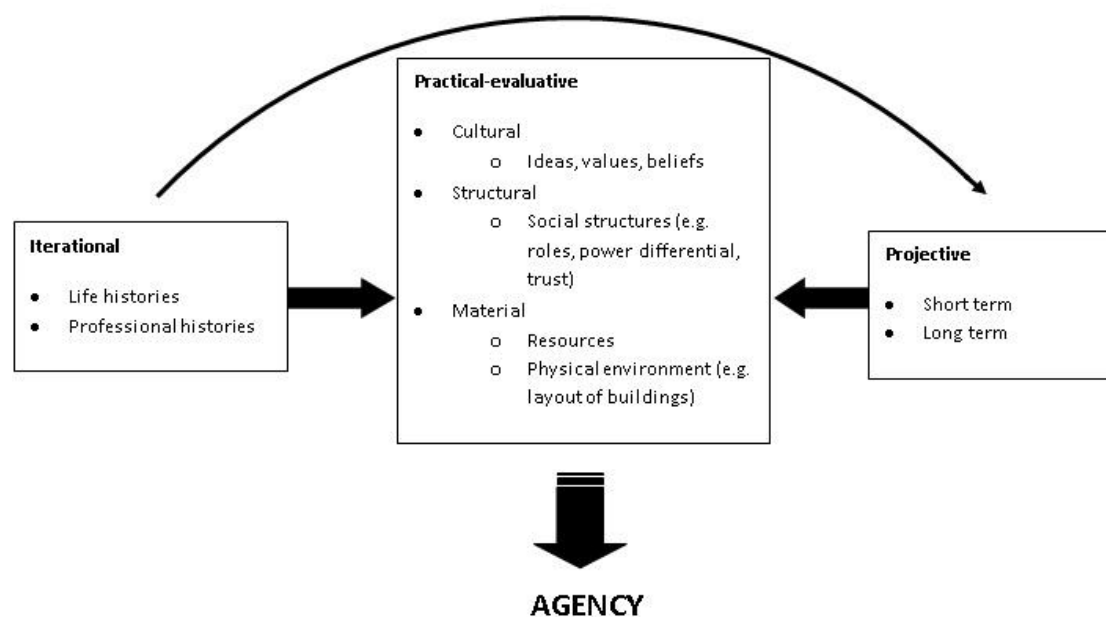 Practical-evaluative
● Cultural
o Ideas, values, beliefs
● Structural
o Social structures (e.g.
roles, power differential,
trust)
● Material
o Resources
o Physical environment (e.g.
layout of buildings)
Iterational
● Life histories
● Professional histories
Projective
● Short term
● Long term
AGENCY